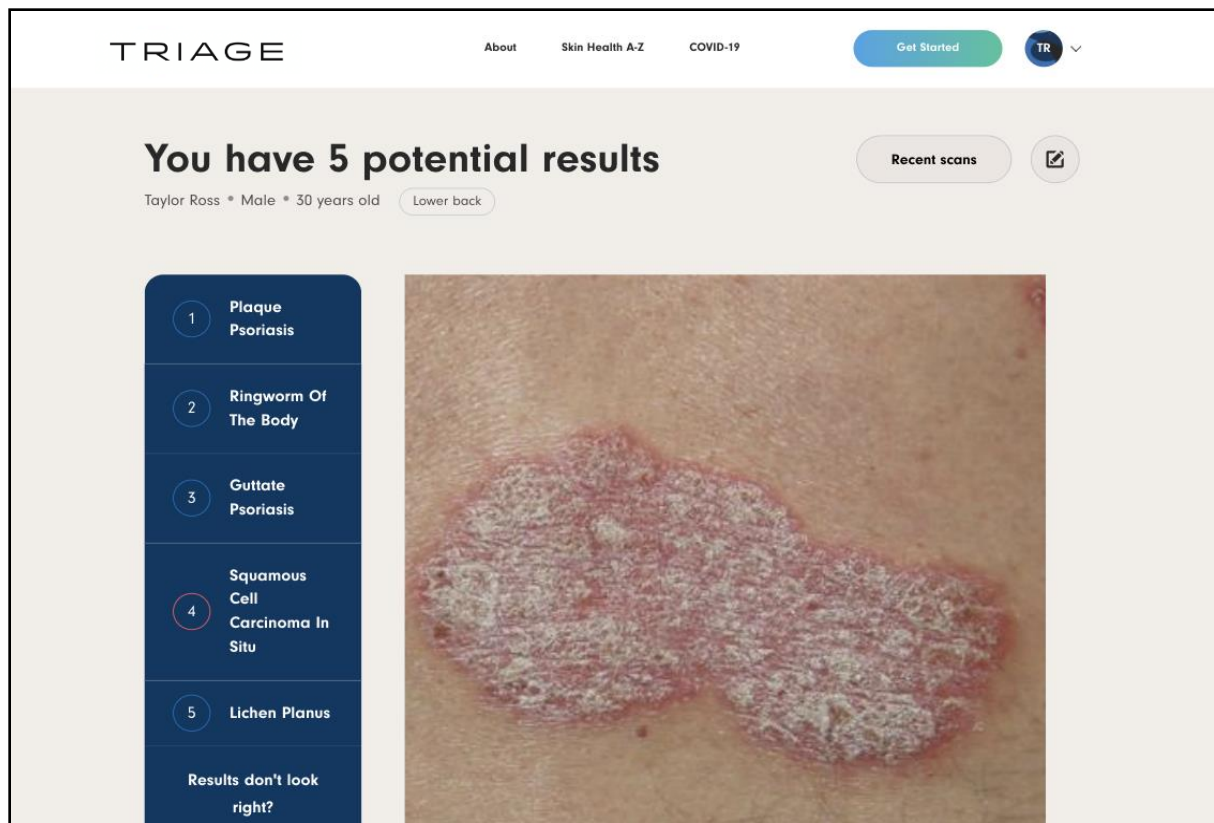 TRIAGE
About
Skin Health A-Z
COVID-19
Get Started
TR
You have 5 potential results
Recent scans
Taylor Ross • Male • 30 years old
Lower back
1
Plaque
Psoriasis
2
Ringworm Of
The Body
3
Guttate
Psoriasis
4
Squamous
Cell
Carcinoma In
Situ
5
Lichen Planus
Results don't look
right?